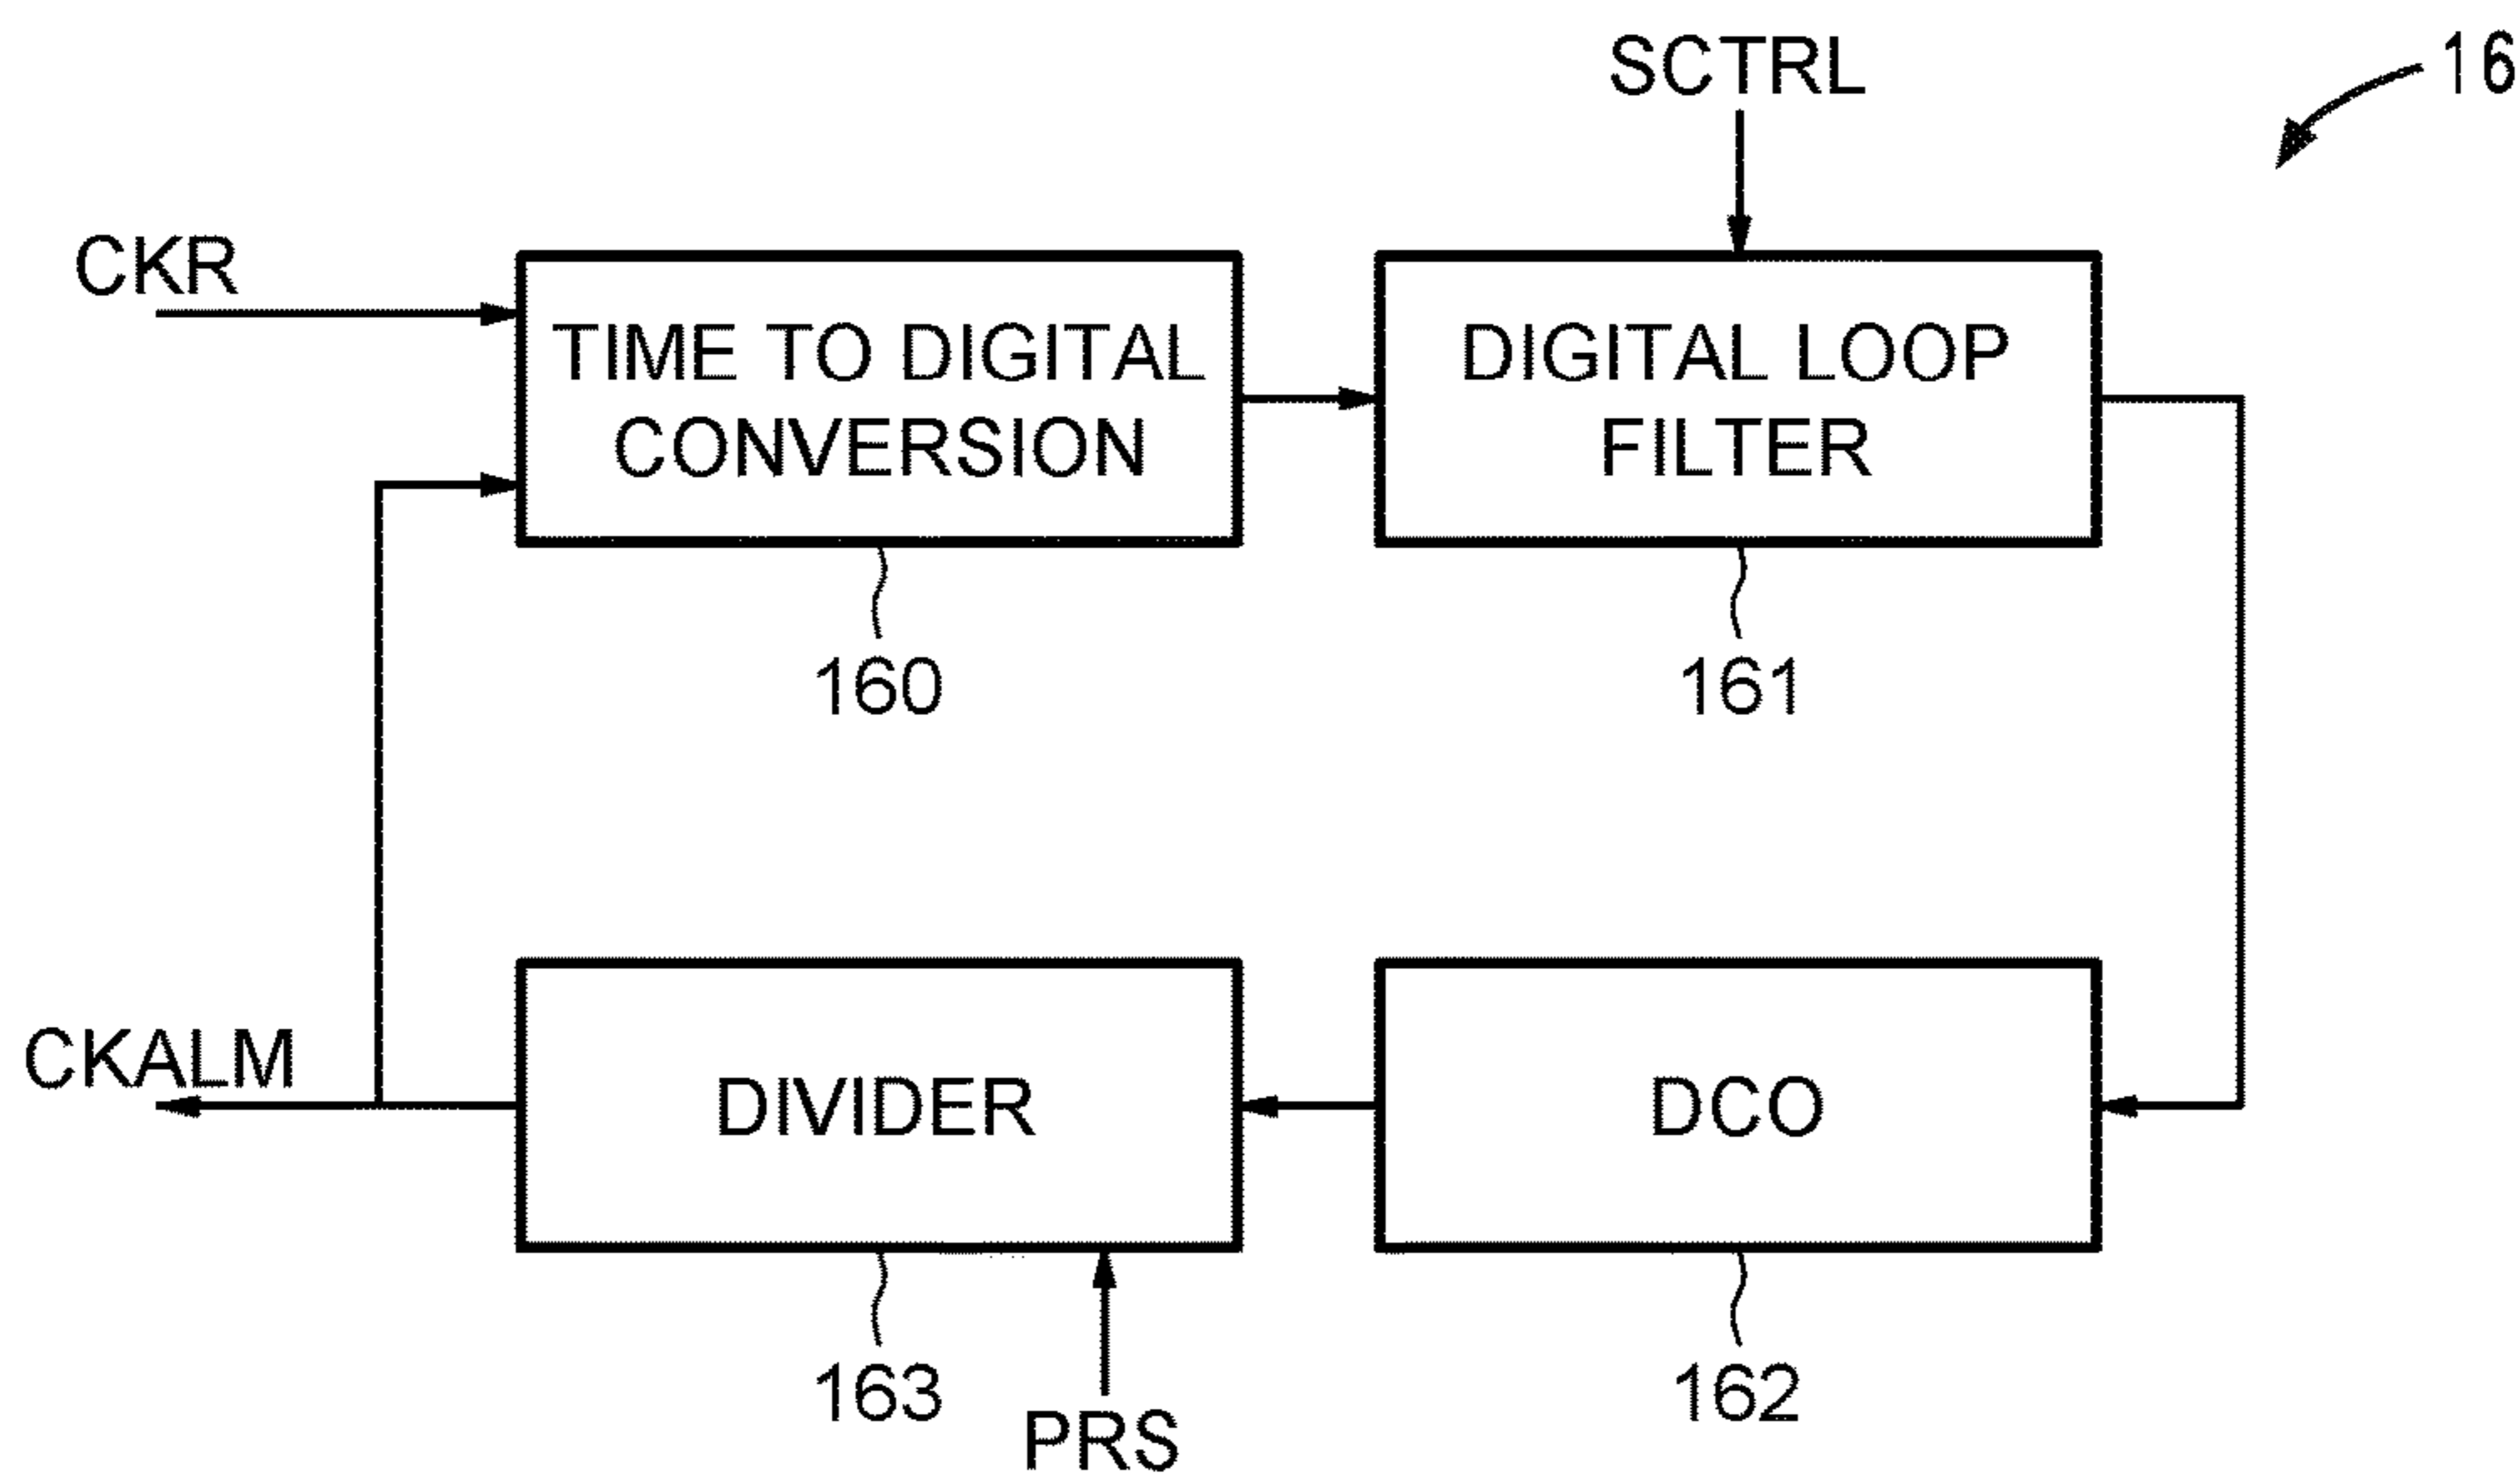 SCTRL
16
CKR
TIME TO DIGITAL
CONVERSION
DIGITAL LOOP
FILTER
160
161
CKALM
DIVIDER
DCO
163
162
PRS